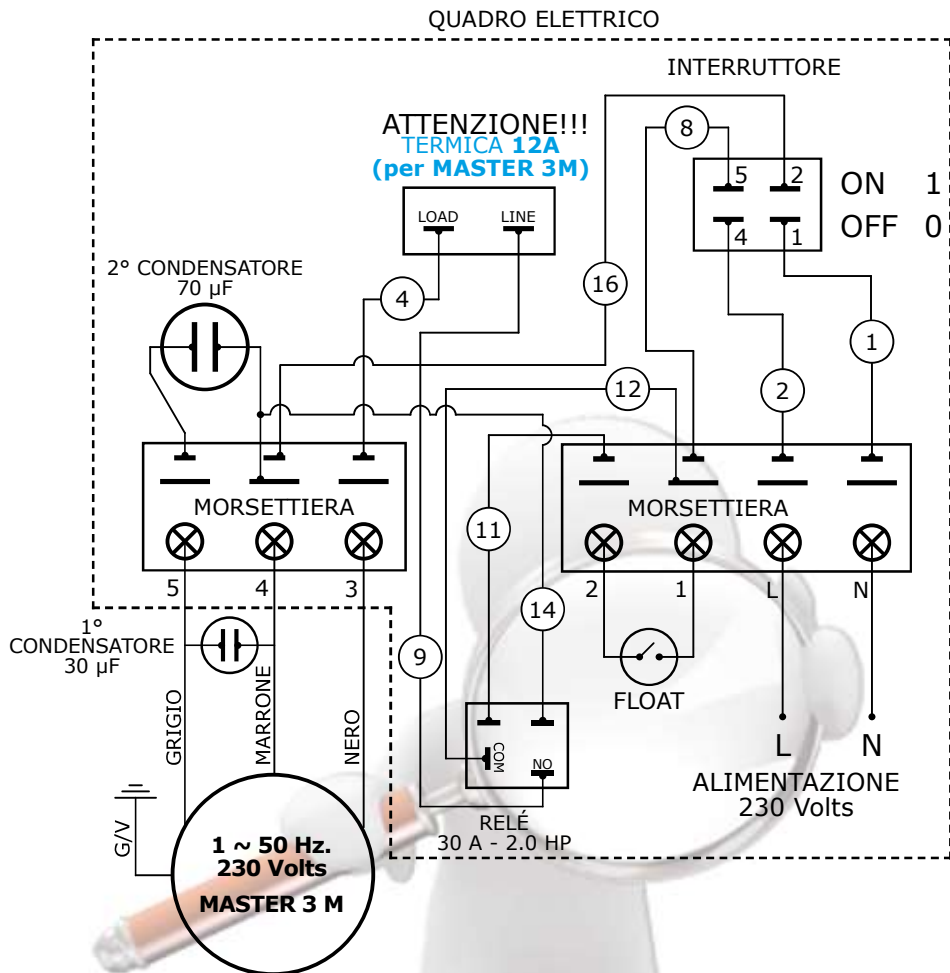 QUADRO ELETTRICO
INTERRUTTORE
ATTENZIONE!!!
TERMICA 12A
(per MASTER 3M)
8
5 2
ON 1
4 1
OFF 0
LOAD LINE
2° CONDENSATORE
70 µF
4
16
1
12
2
MORSETTIERA
MORSETTIERA
11
5 4 3
2 1 L N
14
1°
CONDENSATORE
30 µF
9
FLOAT
GRIGIO
MARRONE
NERO
COM
NO
L N
ALIMENTAZIONE
230 Volts
RELÉ
30 A - 2.0 HP
G/V
1 ~ 50 Hz.
230 Volts
MASTER 3 M